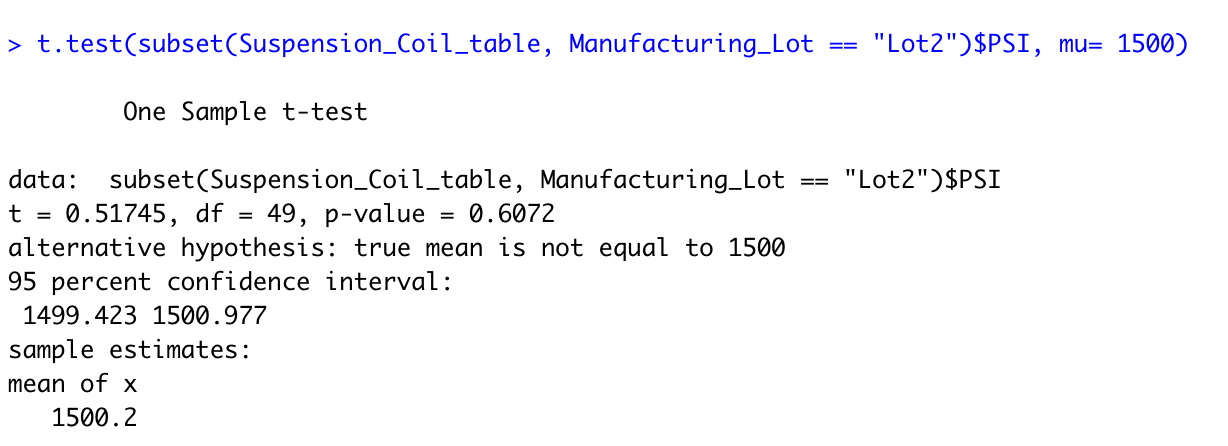 > t.test(subset(Suspension_Coil_table, Manufacturing_Lot == "Lot2")$PSI, mu= 1500)
One Sample t-test
data:  subset(Suspension_Coil_table, Manufacturing_Lot == "Lot2")$PSI
t = 0.51745, df = 49, p-value = 0.6072
alternative hypothesis: true mean is not equal to 1500
95 percent confidence interval:
1499.423 1500.977
sample estimates:
mean of x
1500.2